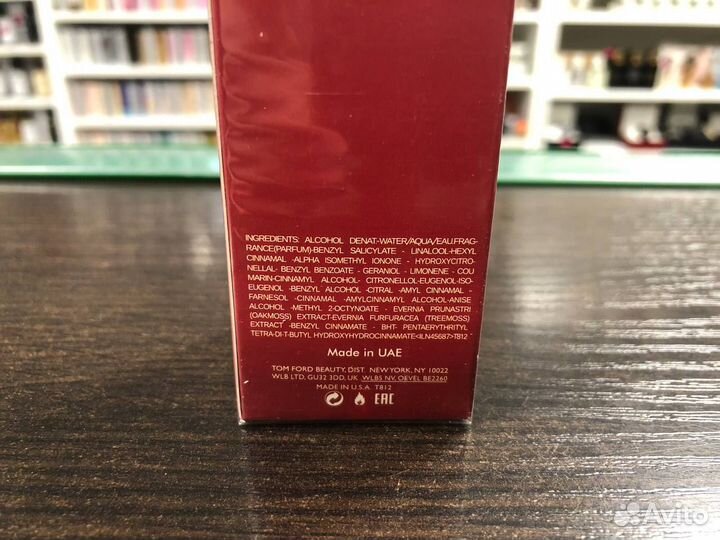 INGREDIENTS: ALCOHOL DENAT-WATER/AQUA/EAU.FRAG-
RANCE(PARFUM)-BENZYL SALICYLATE - LINALOOL-HEXYL
CINNAMAL -ALPHA ISOMETHYL IONONE - HYDROXYCITRO-
NELLAL- BENZYL BENZOATE - GERANIOL - LIMONENE - COU
MARIN-CINNAMYL ALCOHOL- CITRONELLOL-EUGENOL-ISO-
EUGENOL -BENZYL ALCOHOL -CITRAL -AMYL CINNAMAL -
FARNESOL -CINNAMAL -AMYLCINNAMYL ALCOHOL-ANISE
ALCOHOL -METHYL 2-OCTYNOATE - EVERNIA PRUNASTRI
(OAKMOSS) EXTRACT-EVERNIA FURFURACEA (TREEMOSS)
EXTRACT -BENZYL CINNAMATE - BHT- PENTAERYTHRITYL
TETRA-DI-T-BUTYL HYDROXYHYDROCINNAMATE<ILN45687>T812
Made in UAE
TOM FORD BEAUTY, DIST. NEW YORK, NY 10022
WLB LTD, GU32 3DD, UK WLBS NV, OEVEL BE2260
MADE IN U.S.A. T812
EAC
Avito